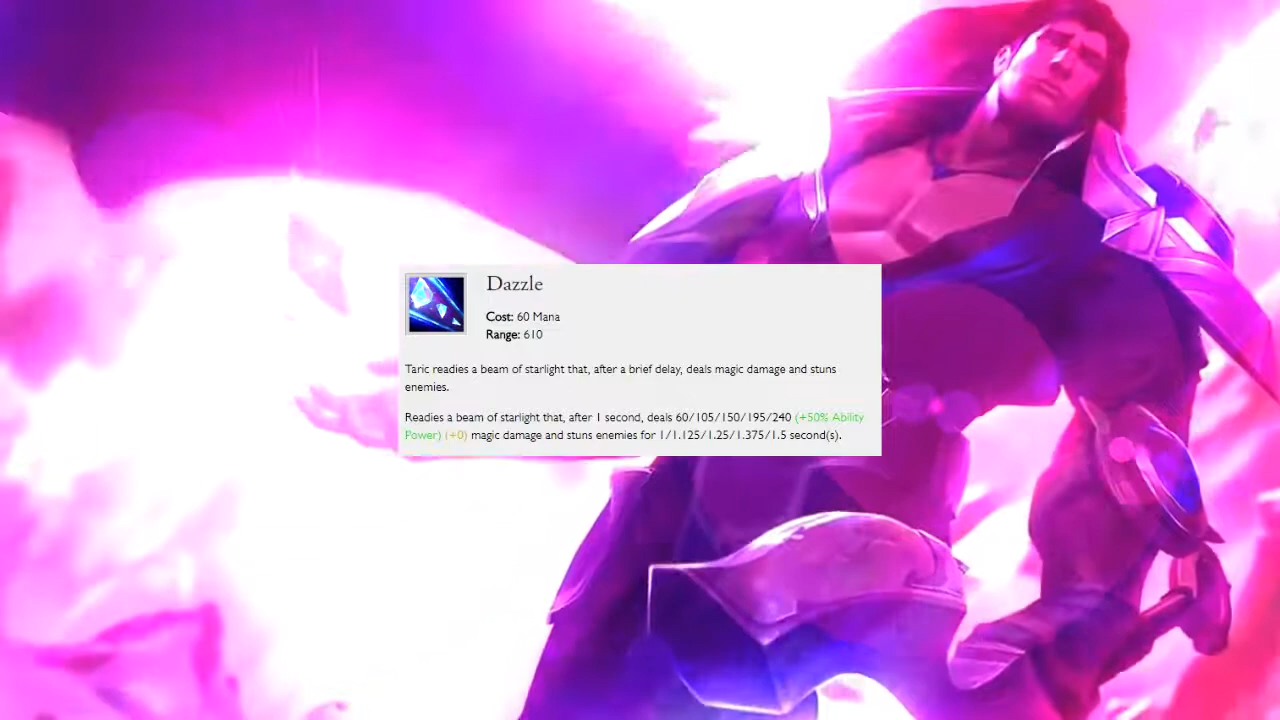 Dazzle
Cost: 60 Mana
Range: 610
Taric readies a beam of starlight that, after a brief delay, deals magic damage and stuns
enemies.
Readies a beam of starlight that, after 1 second, deals 60/105/150/195/240 (+50% Ability
Power) (+0) magic damage and stuns enemies for 1/1.125/1.25/1.375/1.5 second(s).